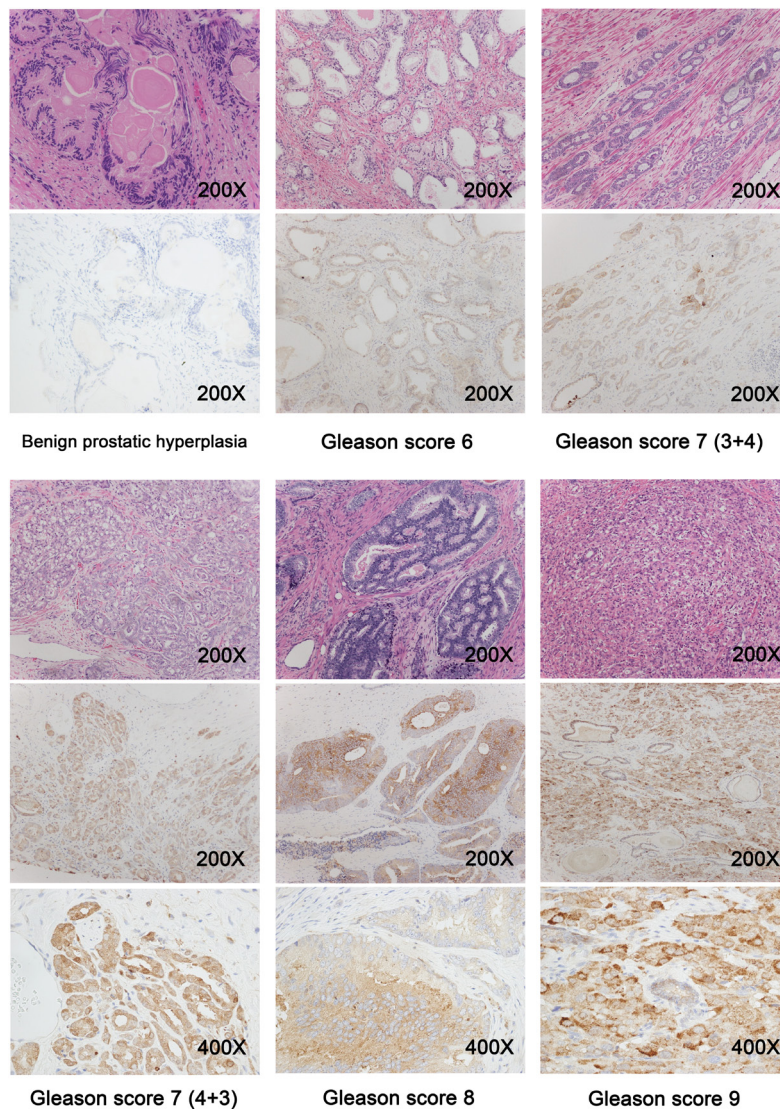 200X 200X 200X
200X 200X 200X
Benign prostatic hyperplasia Gleason score 6 Gleason score 7 (3+4)
200X 200X 200X
200X 200X 200X
400X 400X 400X
Gleason score 7 (4+3) Gleason score 8 Gleason score 9